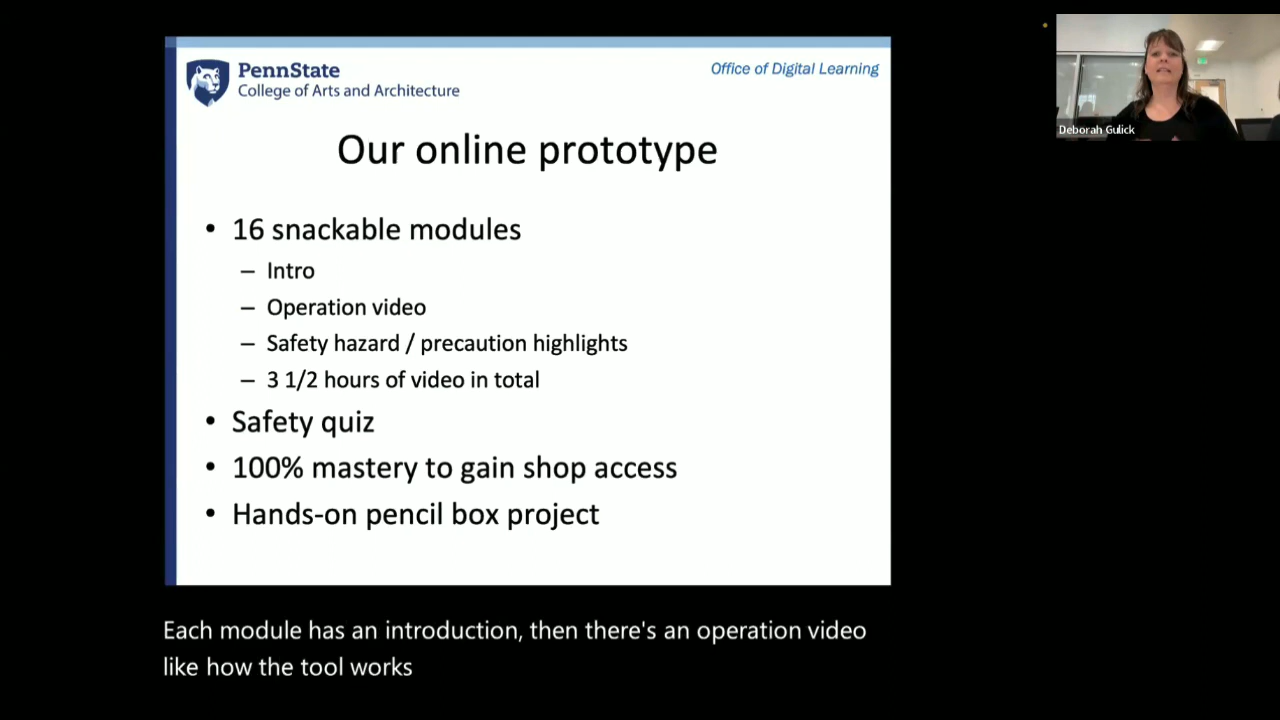 PennState
College of Arts and Architecture
Office of Digital Learning
Our online prototype
• 16 snackable modules
– Intro
– Operation video
– Safety hazard / precaution highlights
– 3 1/2 hours of video in total
• Safety quiz
• 100% mastery to gain shop access
• Hands-on pencil box project
Deborah Gulick
Each module has an introduction, then there's an operation video
like how the tool works